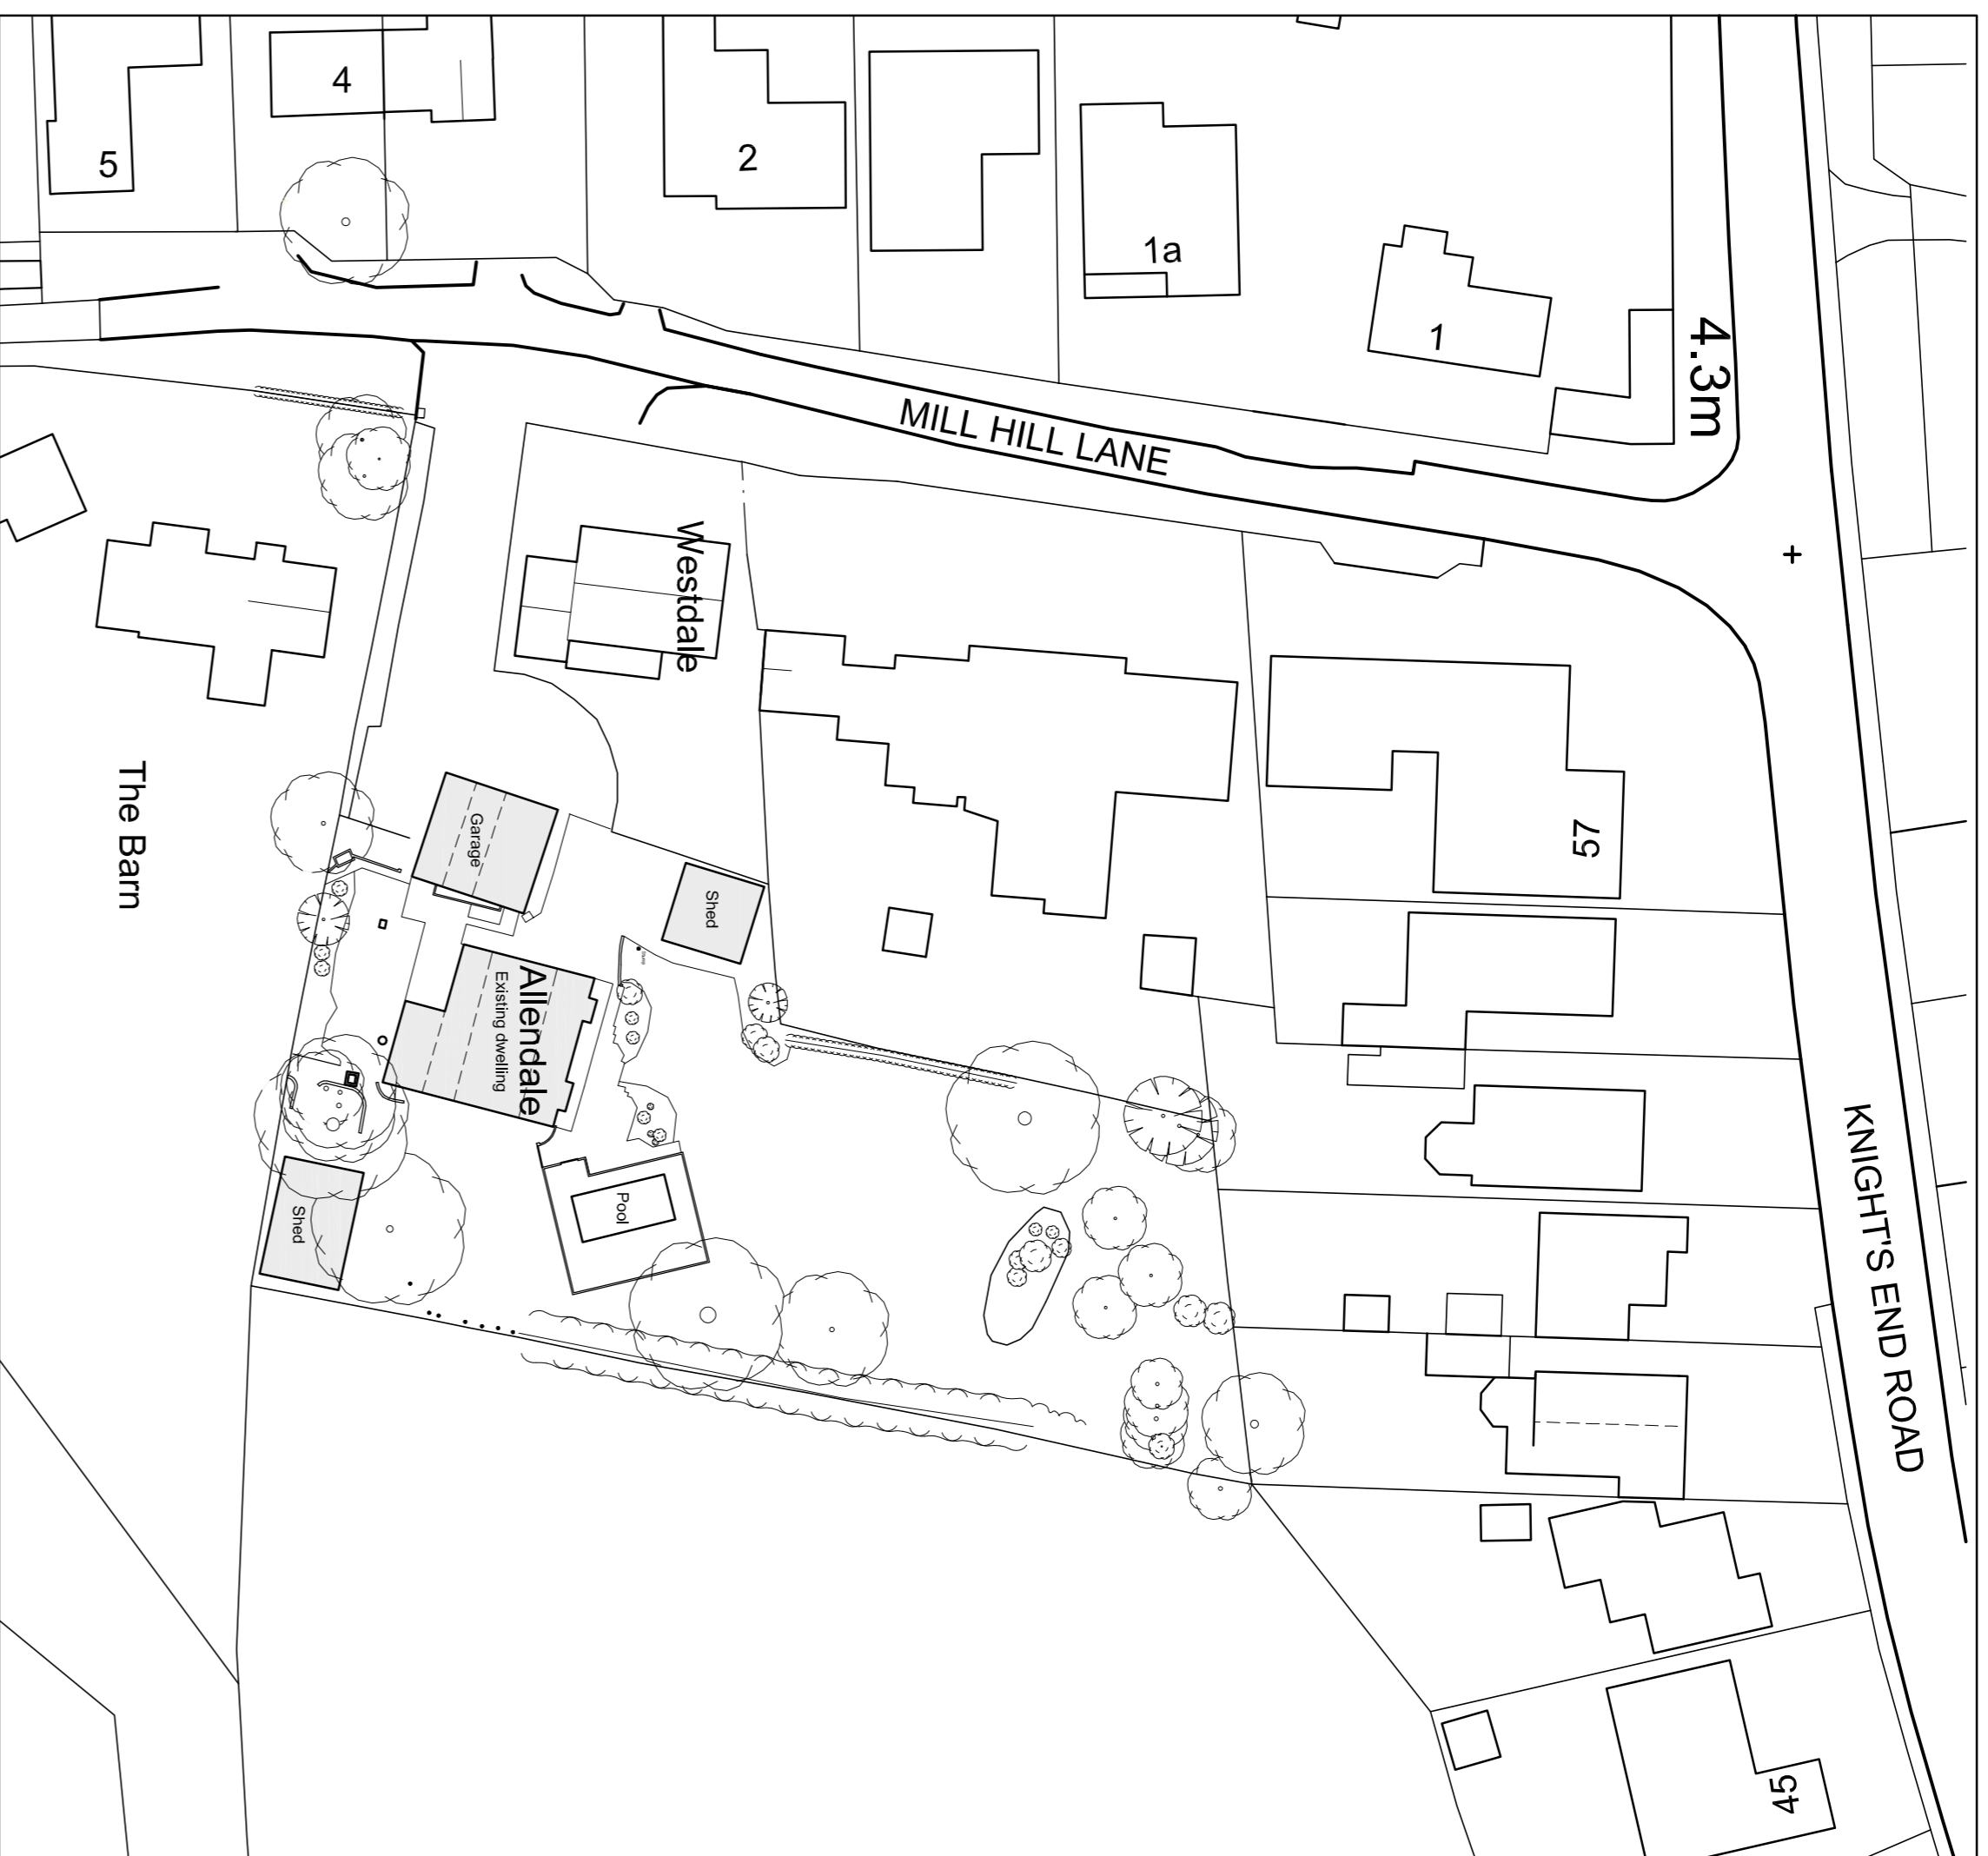 4
5
2
1a
1
4.3m
MILL HILL LANE
Westdale
The Barn
Garage
57
Shed
Allendale
Existing dwelling
Pool
Shed
KNIGHT'S END ROAD
45